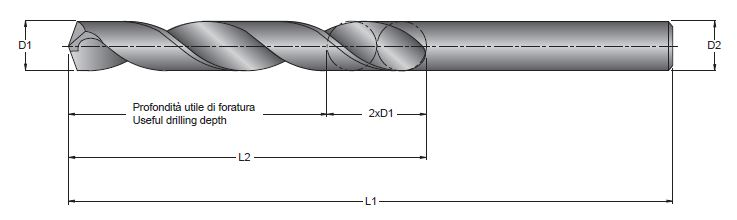 D1
D2
Profondità utile di foratura
Useful drilling depth
2xD1
L2
L1